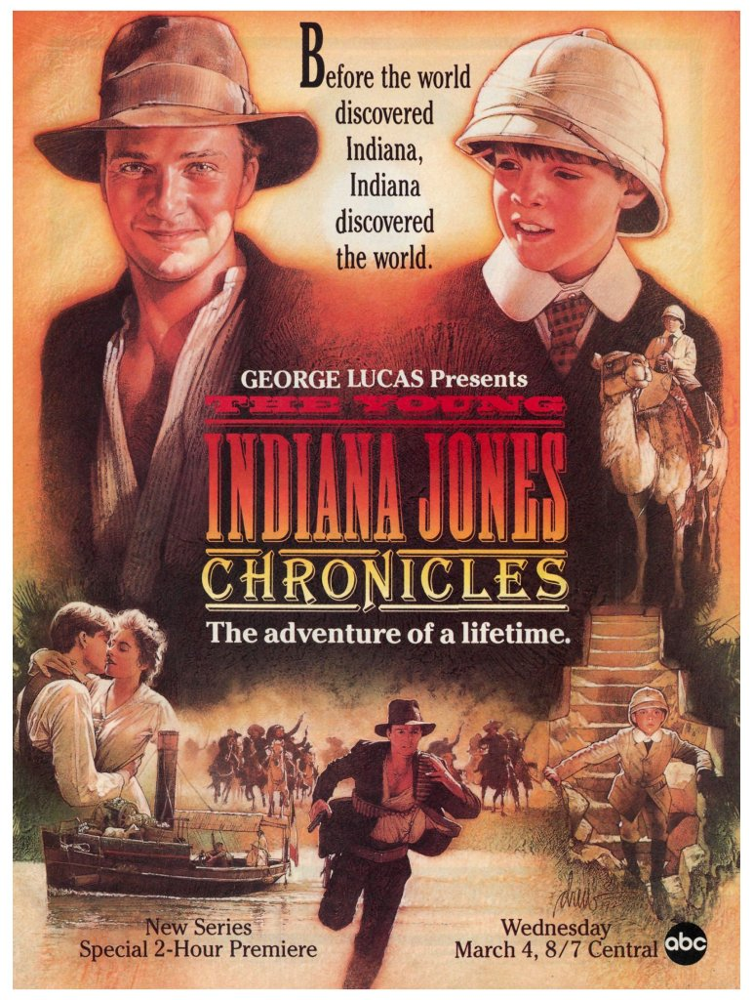 Before the world
discovered
Indiana,
Indiana
discovered
the world.
GEORGE LUCAS Presents
THE YOUNG
INDIANA JONES
CHRONICLES
The adventure of a lifetime.
drew
New Series
Special 2-Hour Premiere
Wednesday
March 4, 8/7 Central
abc